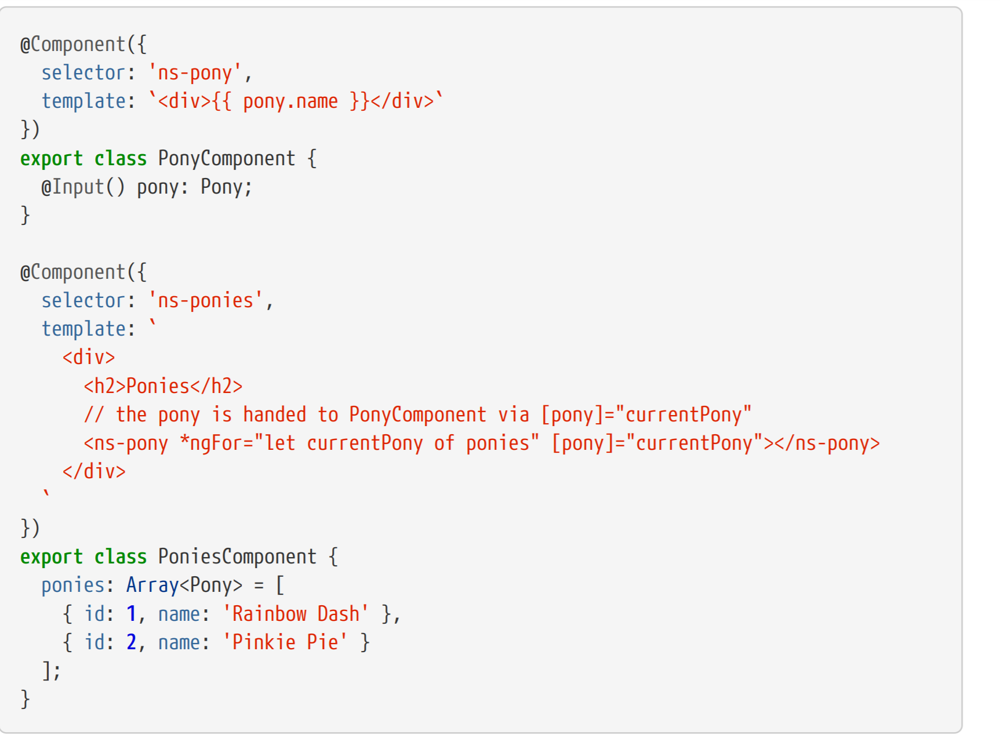 @Component({
  selector: 'ns-pony',
  template: `<div>{{ pony.name }}</div>`
})
export class PonyComponent {
  @Input() pony: Pony;
}

@Component({
  selector: 'ns-ponies',
  template: `
    <div>
      <h2>Ponies</h2>
      // the pony is handed to PonyComponent via [pony]="currentPony"
      <ns-pony *ngFor="let currentPony of ponies" [pony]="currentPony"></ns-pony>
    </div>
  `
})
export class PoniesComponent {
  ponies: Array<Pony> = [
    { id: 1, name: 'Rainbow Dash' },
    { id: 2, name: 'Pinkie Pie' }
  ];
}